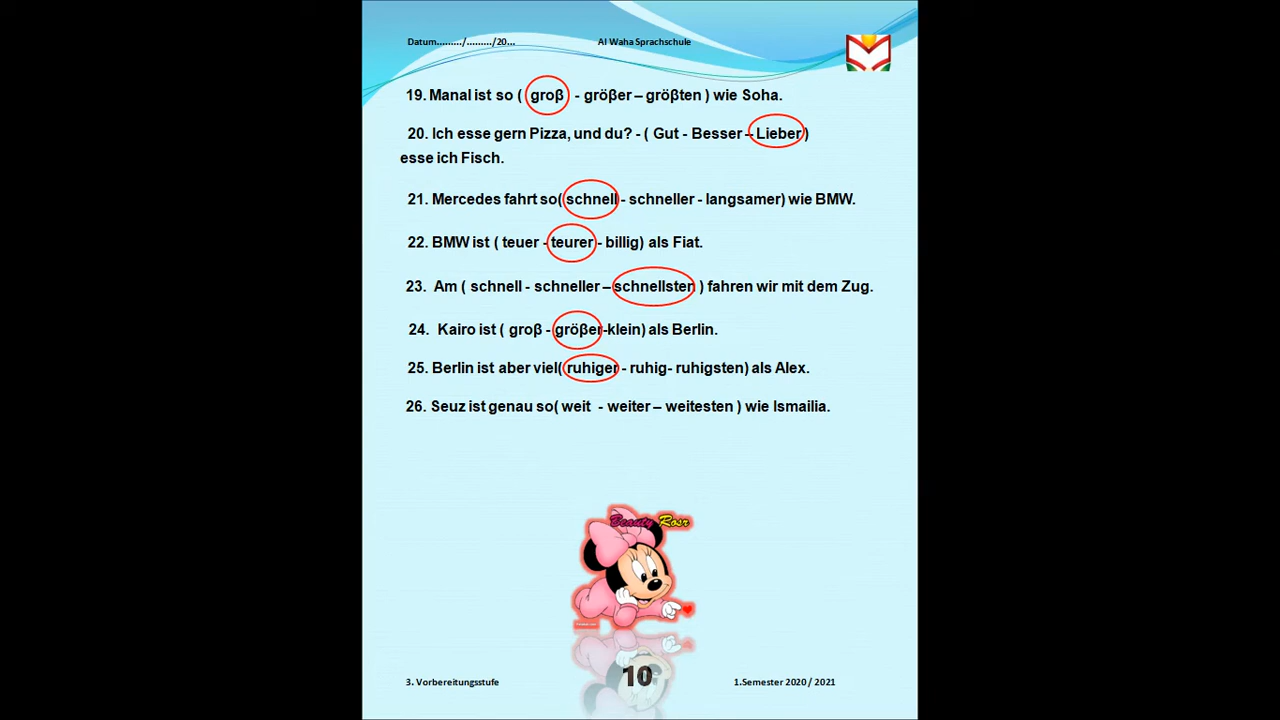 Datum........./........./20... Al Waha Sprachschule
19. Manal ist so ( groβ - gröβer – gröβten ) wie Soha.
20. Ich esse gern Pizza, und du? - ( Gut - Besser – Lieber )
esse ich Fisch.
21. Mercedes fahrt so( schnell - schneller - langsamer) wie BMW.
22. BMW ist ( teuer - teurer - billig) als Fiat.
23. Am ( schnell - schneller – schnellsten ) fahren wir mit dem Zug.
24. Kairo ist ( groβ - gröβer-klein) als Berlin.
25. Berlin ist aber viel( ruhiger - ruhig- ruhigsten) als Alex.
26. Seuz ist genau so( weit - weiter – weitesten ) wie Ismailia.
Beauty Rosr
3. Vorbereitungsstufe 10 1.Semester 2020 / 2021